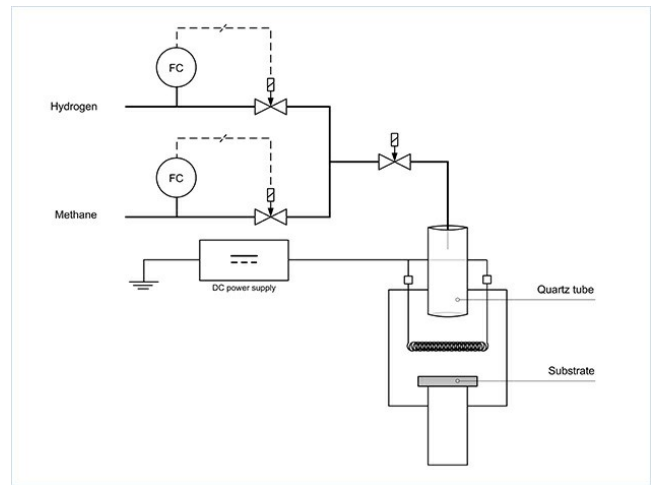 FC
Hydrogen
FC
Methane
DC power supply
Quartz tube
Substrate